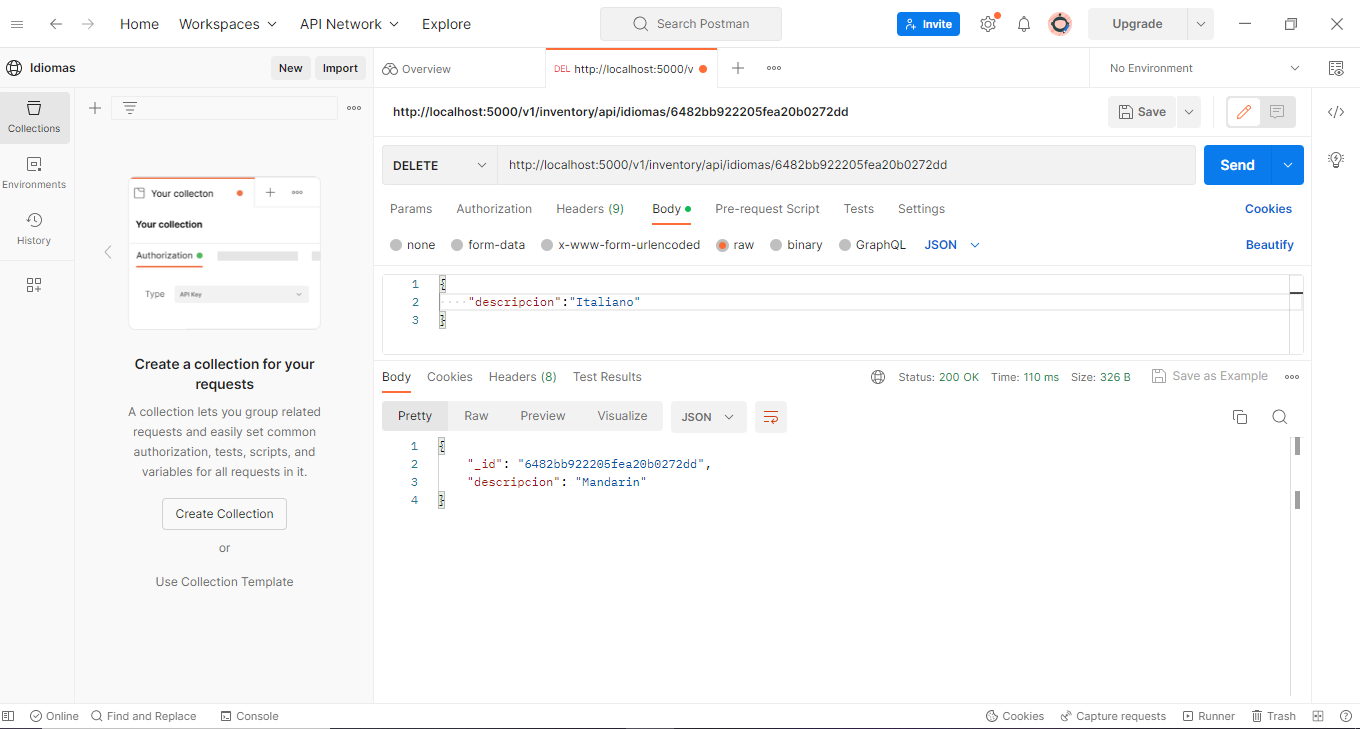 Home Workspaces API Network Explore Search Postman Invite Upgrade
Idiomas New Import Overview DEL http://localhost:5000/v No Environment
Collections
Environments
History
Your collecton
Your collection
Authorization
Type API Key
Create a collection for your
requests
A collection lets you group related
requests and easily set common
authorization, tests, scripts, and
variables for all requests in it.
Create Collection
or
Use Collection Template
http://localhost:5000/v1/inventory/api/idiomas/6482bb922205fea20b0272dd Save
DELETE http://localhost:5000/v1/inventory/api/idiomas/6482bb922205fea20b0272dd Send
Params Authorization Headers (9) Body Pre-request Script Tests Settings Cookies
none form-data x-www-form-urlencoded raw binary GraphQL JSON Beautify
1 {
2 "descripcion":"Italiano"
3 }
Body Cookies Headers (8) Test Results Status: 200 OK Time: 110 ms Size: 326 B Save as Example
Pretty Raw Preview Visualize JSON
1 {
2 "_id": "6482bb922205fea20b0272dd",
3 "descripcion": "Mandarin"
4 }
Online Find and Replace Console Cookies Capture requests Runner Trash